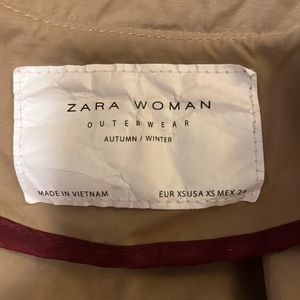 ZARA WOMAN
OUTERWEAR
AUTUMN / WINTER
MADE IN VIETNAM
EUR XS USA XS MEX 24